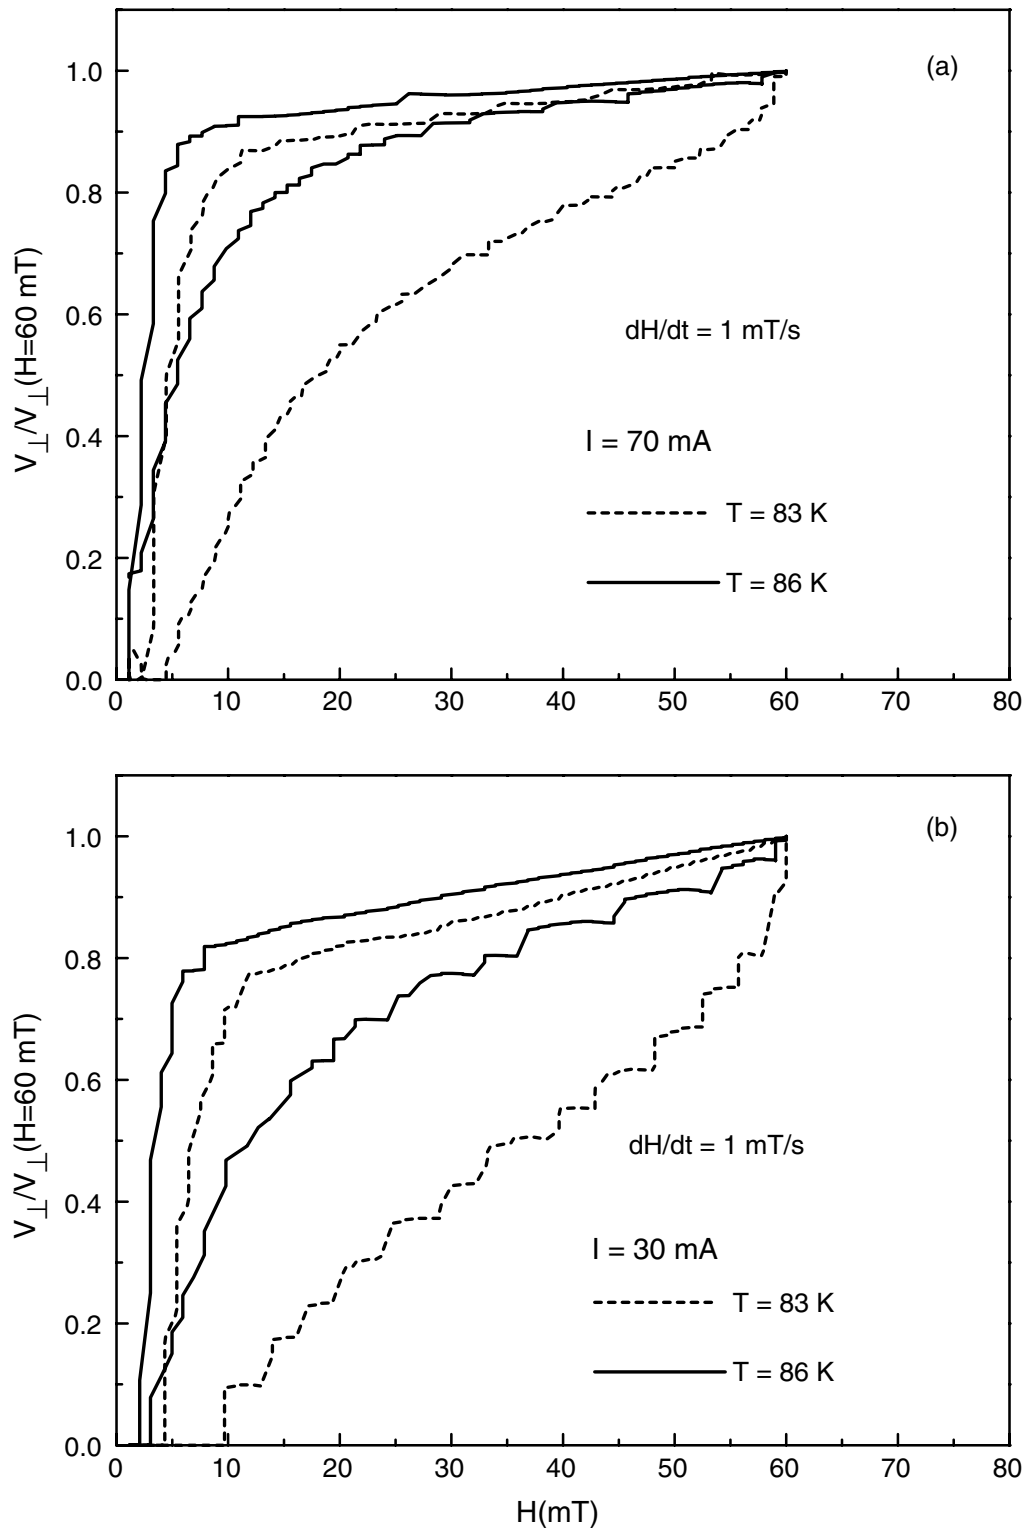 (a)
1.0
0.8
0.6
0.4
0.2
0.0
V⊥/V⊥(H=60 mT)
dH/dt = 1 mT/s
I = 70 mA
T = 83 K
T = 86 K
0 10 20 30 40 50 60 70 80
(b)
1.0
0.8
0.6
0.4
0.2
0.0
V⊥/V⊥(H=60 mT)
dH/dt = 1 mT/s
I = 30 mA
T = 83 K
T = 86 K
0 10 20 30 40 50 60 70 80
H(mT)